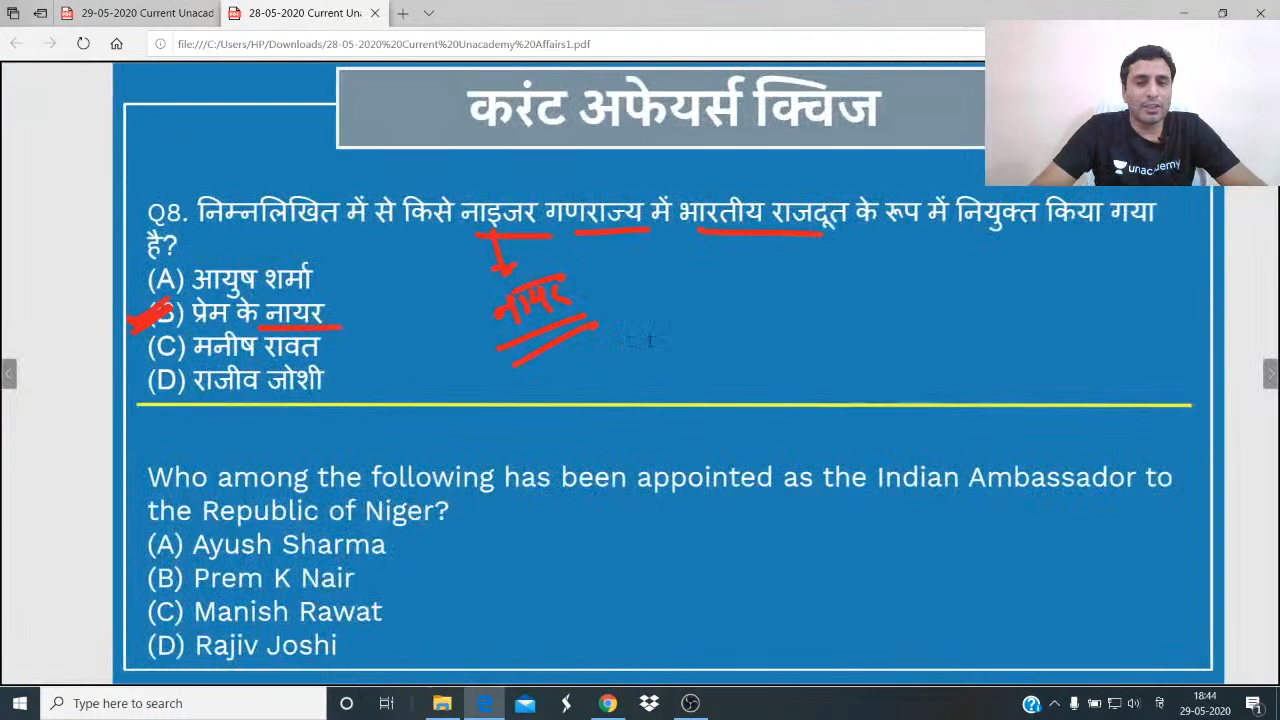 29-05-2020 Current Unacad
28-05-2020 Current Una
file:///C:/Users/HP/Downloads/28-05-2020%20Current%20Unacademy%20Affairs1.pdf
करंट अफेयर्स क्विज
unacademy
Q8. निम्नलिखित में से किसे नाइजर गणराज्य में भारतीय राजदूत के रूप में नियुक्त किया गया
है?
(A) आयुष शर्मा
(B) प्रेम के नायर
नायर
(C) मनीष रावत
(D) राजीव जोशी
Who among the following has been appointed as the Indian Ambassador to
the Republic of Niger?
(A) Ayush Sharma
(B) Prem K Nair
(C) Manish Rawat
(D) Rajiv Joshi
Type here to search
18:44
29-05-2020